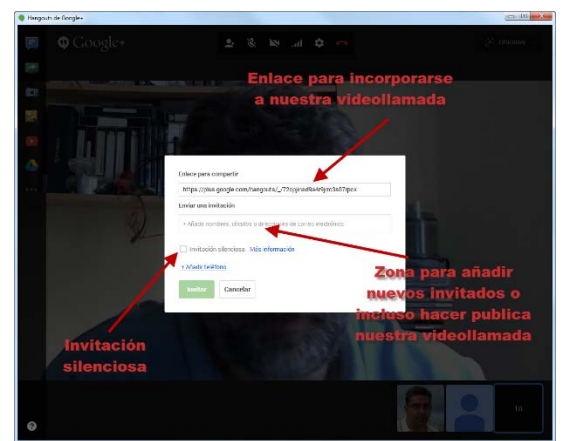 Hangouts de Google+
Google+
Enlace para incorporarse
a nuestra videollamada
Enlace para compartir
Enviar una invitación
+ Añade nombres, círculos o direcciones de correo electrónico
Invitación silenciosa Más información
+ Añadir teléfono
Invitar Cancelar
Zona para añadir
nuevos invitados o
incluso hacer publica
nuestra videollamada
Invitación
silenciosa